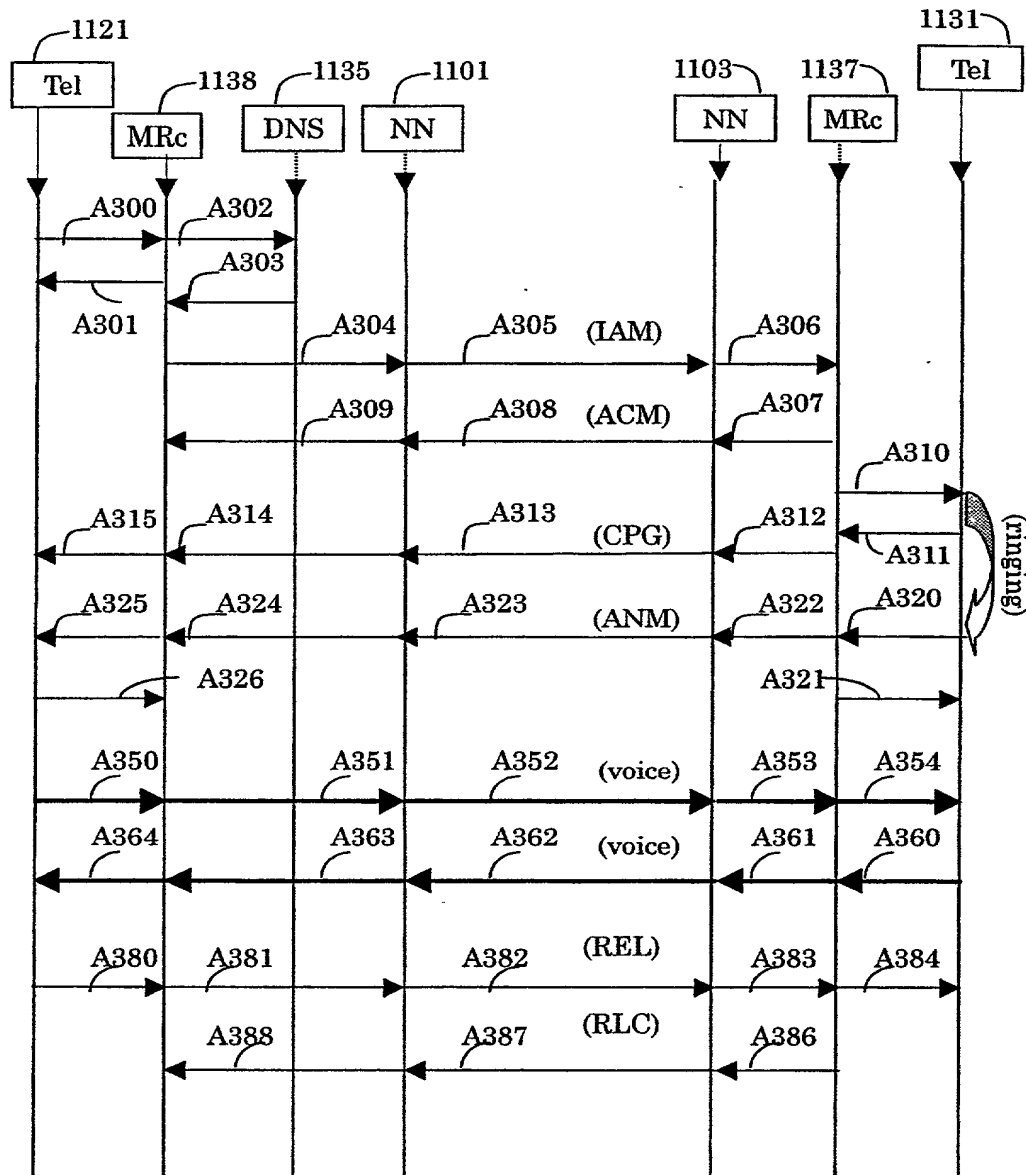 1121
1131
1138
1135
1101
1103
1137
Tel
MRc
DNS
NN
NN
MRc
Tel
A300
A302
A303
A301
A304
A305
(IAM)
A306
A309
A308
(ACM)
A307
A310
A315
A314
A313
(CPG)
A312
A311
(ringing)
A325
A324
A323
(ANM)
A322
A320
A326
A321
A350
A351
A352
(voice)
A353
A354
A364
A363
A362
(voice)
A361
A360
A380
A381
A382
(REL)
A383
A384
A388
A387
(RLC)
A386